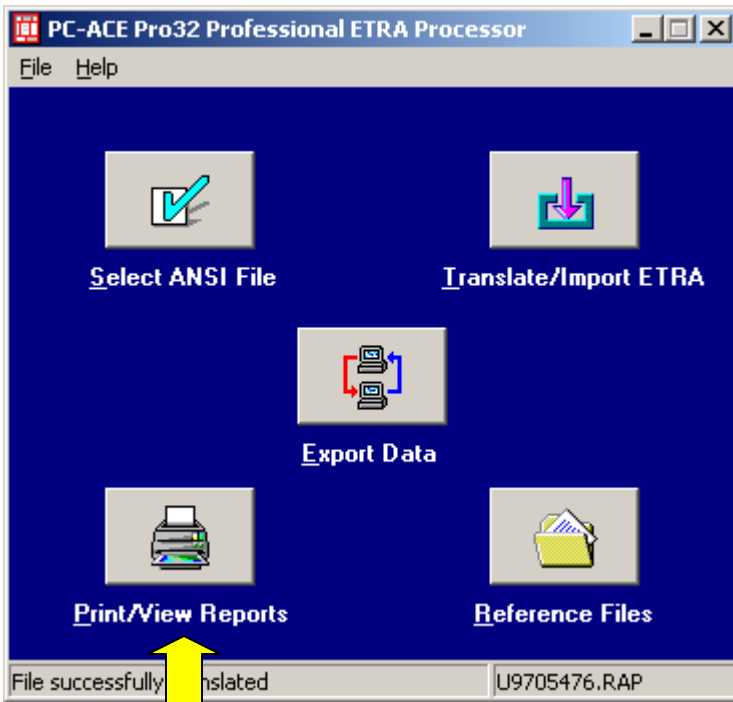 PC-ACE Pro32 Professional ETRA Processor
File Help
Select ANSI File
Translate/Import ETRA
Export Data
Print/View Reports
Reference Files
File successfully
U9705476.RAP